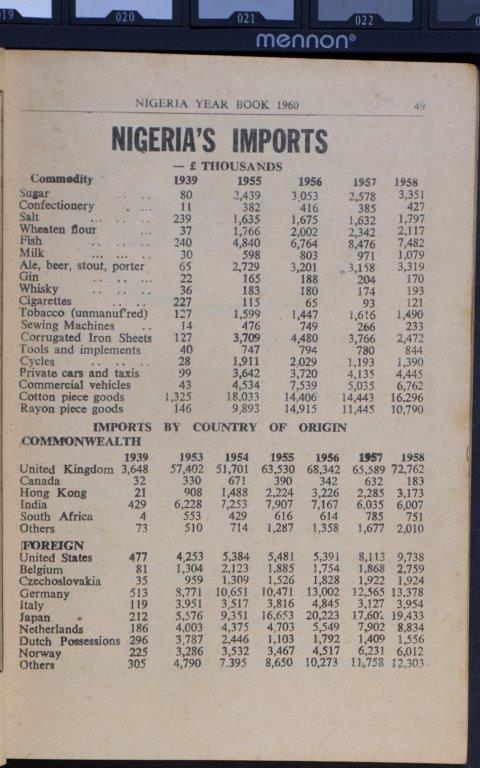 020 021 022
mennon®
NIGERIA YEAR BOOK 1960 49
NIGERIA'S IMPORTS
— £ THOUSANDS
Commodity 1939 1955 1956 1957 1958
Sugar .. .. 80 2,439 3,053 2,578 3,351
Confectionery . ... 11 382 416 385 427
Salt ... .. .. 239 1,635 1,675 1,632 1,797
Wheaten flour ... 37 1,766 2,002 2,342 2,117
Fish .. .. .. 240 4,840 6,764 8,476 7,482
Milk ... ... .. 30 598 803 971 1,079
Ale, beer, stout, porter 65 2,729 3,201 3,158 3,319
Gin .. .. .. 22 165 188 204 170
Whisky .. .. .. 36 183 180 174 193
Cigarettes .. .. 227 115 65 93 121
Tobacco (unmanuf'red) 127 1,599 1,447 1,616 1,490
Sewing Machines .. 14 476 749 266 233
Corrugated Iron Sheets 127 3,709 4,480 3,766 2,472
Tools and implements 40 747 794 780 844
Cycles .. .. .. 28 1,911 2,029 1,193 1,390
Private cars and taxis 99 3,642 3,720 4,135 4,445
Commercial vehicles 43 4,534 7,539 5,035 6,762
Cotton piece goods 1,325 18,033 14,406 14,443 16,296
Rayon piece goods 146 9,893 14,915 11,445 10,790
IMPORTS BY COUNTRY OF ORIGIN
COMMONWEALTH
1939 1953 1954 1955 1956 1957 1958
United Kingdom 3,648 57,402 51,701 63,530 68,342 65,589 72,762
Canada 32 330 671 390 342 632 183
Hong Kong 21 908 1,488 2,224 3,226 2,285 3,173
India 429 6,228 7,253 7,907 7,167 6,035 6,007
South Africa 4 553 429 616 614 785 751
Others 73 510 714 1,287 1,358 1,677 2,010
FOREIGN
United States 477 4,253 5,384 5,481 5,391 8,113 9,738
Belgium 81 1,304 2,123 1,885 1,754 1,868 2,759
Czechoslovakia 35 959 1,309 1,526 1,828 1,922 1,924
Germany 513 8,771 10,651 10,471 13,002 12,565 13,378
Italy 119 3,951 3,517 3,816 4,845 3,127 3,954
Japan 212 5,576 9,351 16,653 20,223 17,602 19,433
Netherlands 186 4,003 4,375 4,703 5,549 7,902 8,834
Dutch Possessions 296 3,787 2,446 1,103 1,792 1,409 1,556
Norway 225 3,286 3,532 3,467 4,517 6,231 6,012
Others 305 4,790 7.395 8,650 10,273 11,758 12,303